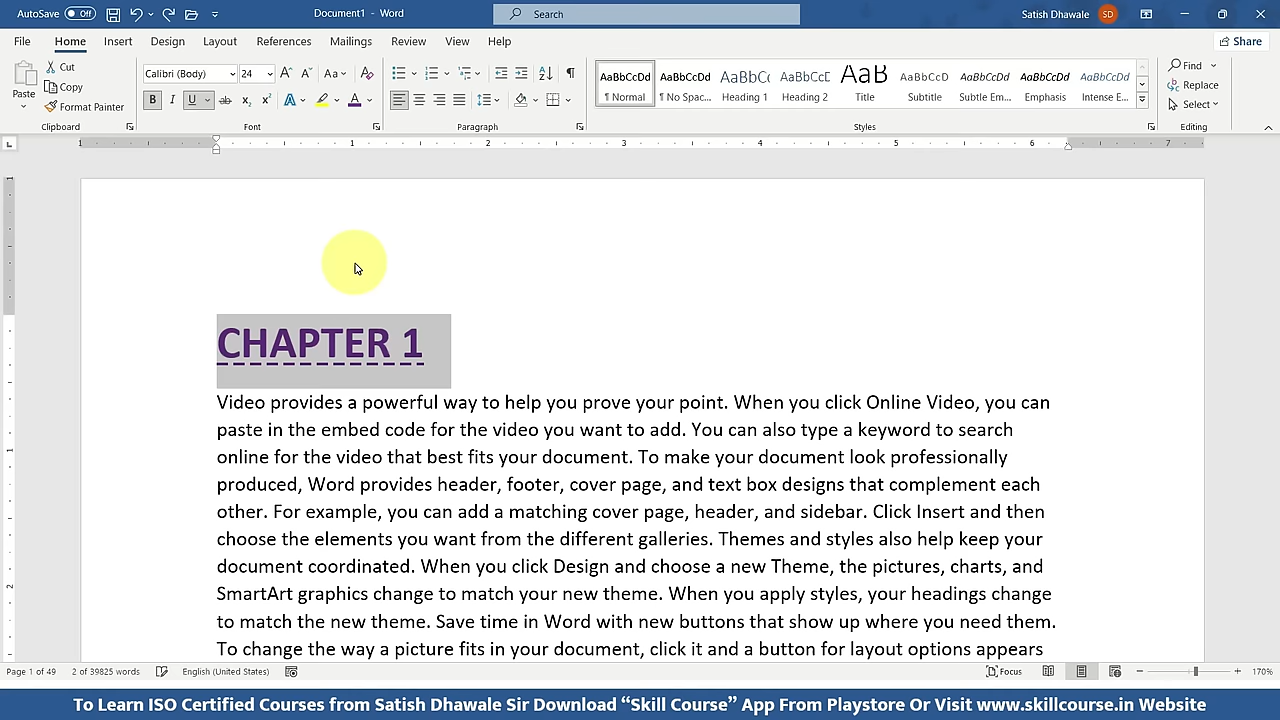 AutoSave Off Document1 - Word Search Satish Dhawale SD
File Home Insert Design Layout References Mailings Review View Help Share
Paste Cut Copy Format Painter
Clipboard
Calibri (Body) 24 A A Aa A
B I U ab x2 x2 A A
Font
Paragraph
AaBbCcDd AaBbCcDd AaBbCc AaBbCcE AaB AaBbCcD AaBbCcDd AaBbCcDd AaBbCcDd
¶ Normal ¶ No Spac... Heading 1 Heading 2 Title Subtitle Subtle Em... Emphasis Intense E...
Styles
Find
Replace
Select
Editing
1 1 2 3 4 5 6 7
CHAPTER 1
Video provides a powerful way to help you prove your point. When you click Online Video, you can
paste in the embed code for the video you want to add. You can also type a keyword to search
online for the video that best fits your document. To make your document look professionally
produced, Word provides header, footer, cover page, and text box designs that complement each
other. For example, you can add a matching cover page, header, and sidebar. Click Insert and then
choose the elements you want from the different galleries. Themes and styles also help keep your
document coordinated. When you click Design and choose a new Theme, the pictures, charts, and
SmartArt graphics change to match your new theme. When you apply styles, your headings change
to match the new theme. Save time in Word with new buttons that show up where you need them.
To change the way a picture fits in your document, click it and a button for layout options appears
Page 1 of 49 2 of 39825 words English (United States) Focus 170%
To Learn ISO Certified Courses from Satish Dhawale Sir Download “Skill Course” App From Playstore Or Visit www.skillcourse.in Website